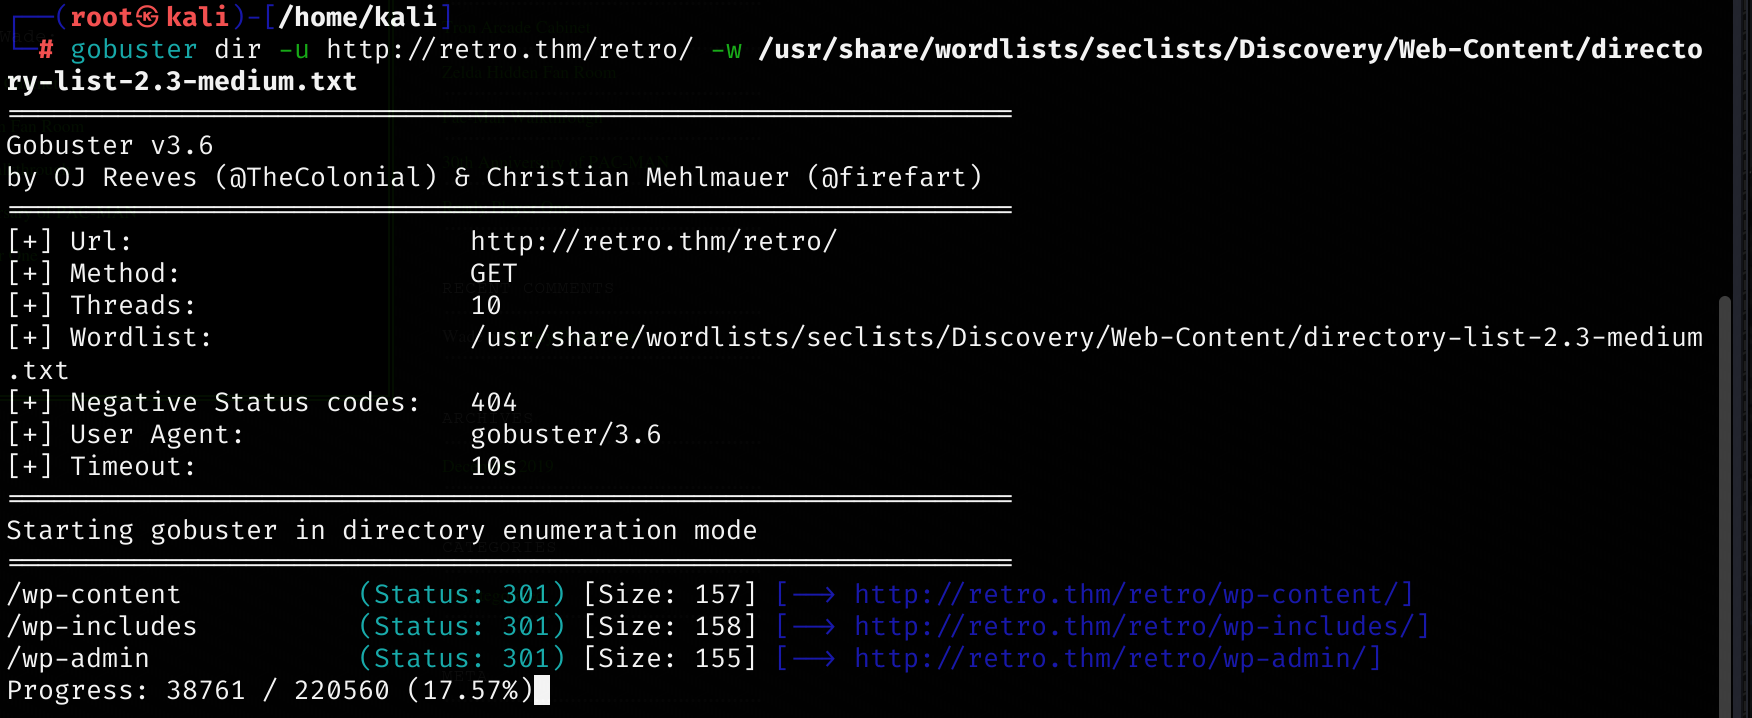 (root㉿kali)-[/home/kali]
# gobuster dir -u http://retro.thm/retro/ -w /usr/share/wordlists/seclists/Discovery/Web-Content/directo
ry-list-2.3-medium.txt
Gobuster v3.6
by OJ Reeves (@TheColonial) & Christian Mehlmauer (@firefart)
[+] Url: http://retro.thm/retro/
[+] Method: GET
[+] Threads: 10
[+] Wordlist: /usr/share/wordlists/seclists/Discovery/Web-Content/directory-list-2.3-medium
.txt
[+] Negative Status codes: 404
[+] User Agent: gobuster/3.6
[+] Timeout: 10s
Starting gobuster in directory enumeration mode
/wp-content (Status: 301) [Size: 157] [--> http://retro.thm/retro/wp-content/]
/wp-includes (Status: 301) [Size: 158] [--> http://retro.thm/retro/wp-includes/]
/wp-admin (Status: 301) [Size: 155] [--> http://retro.thm/retro/wp-admin/]
Progress: 38761 / 220560 (17.57%)